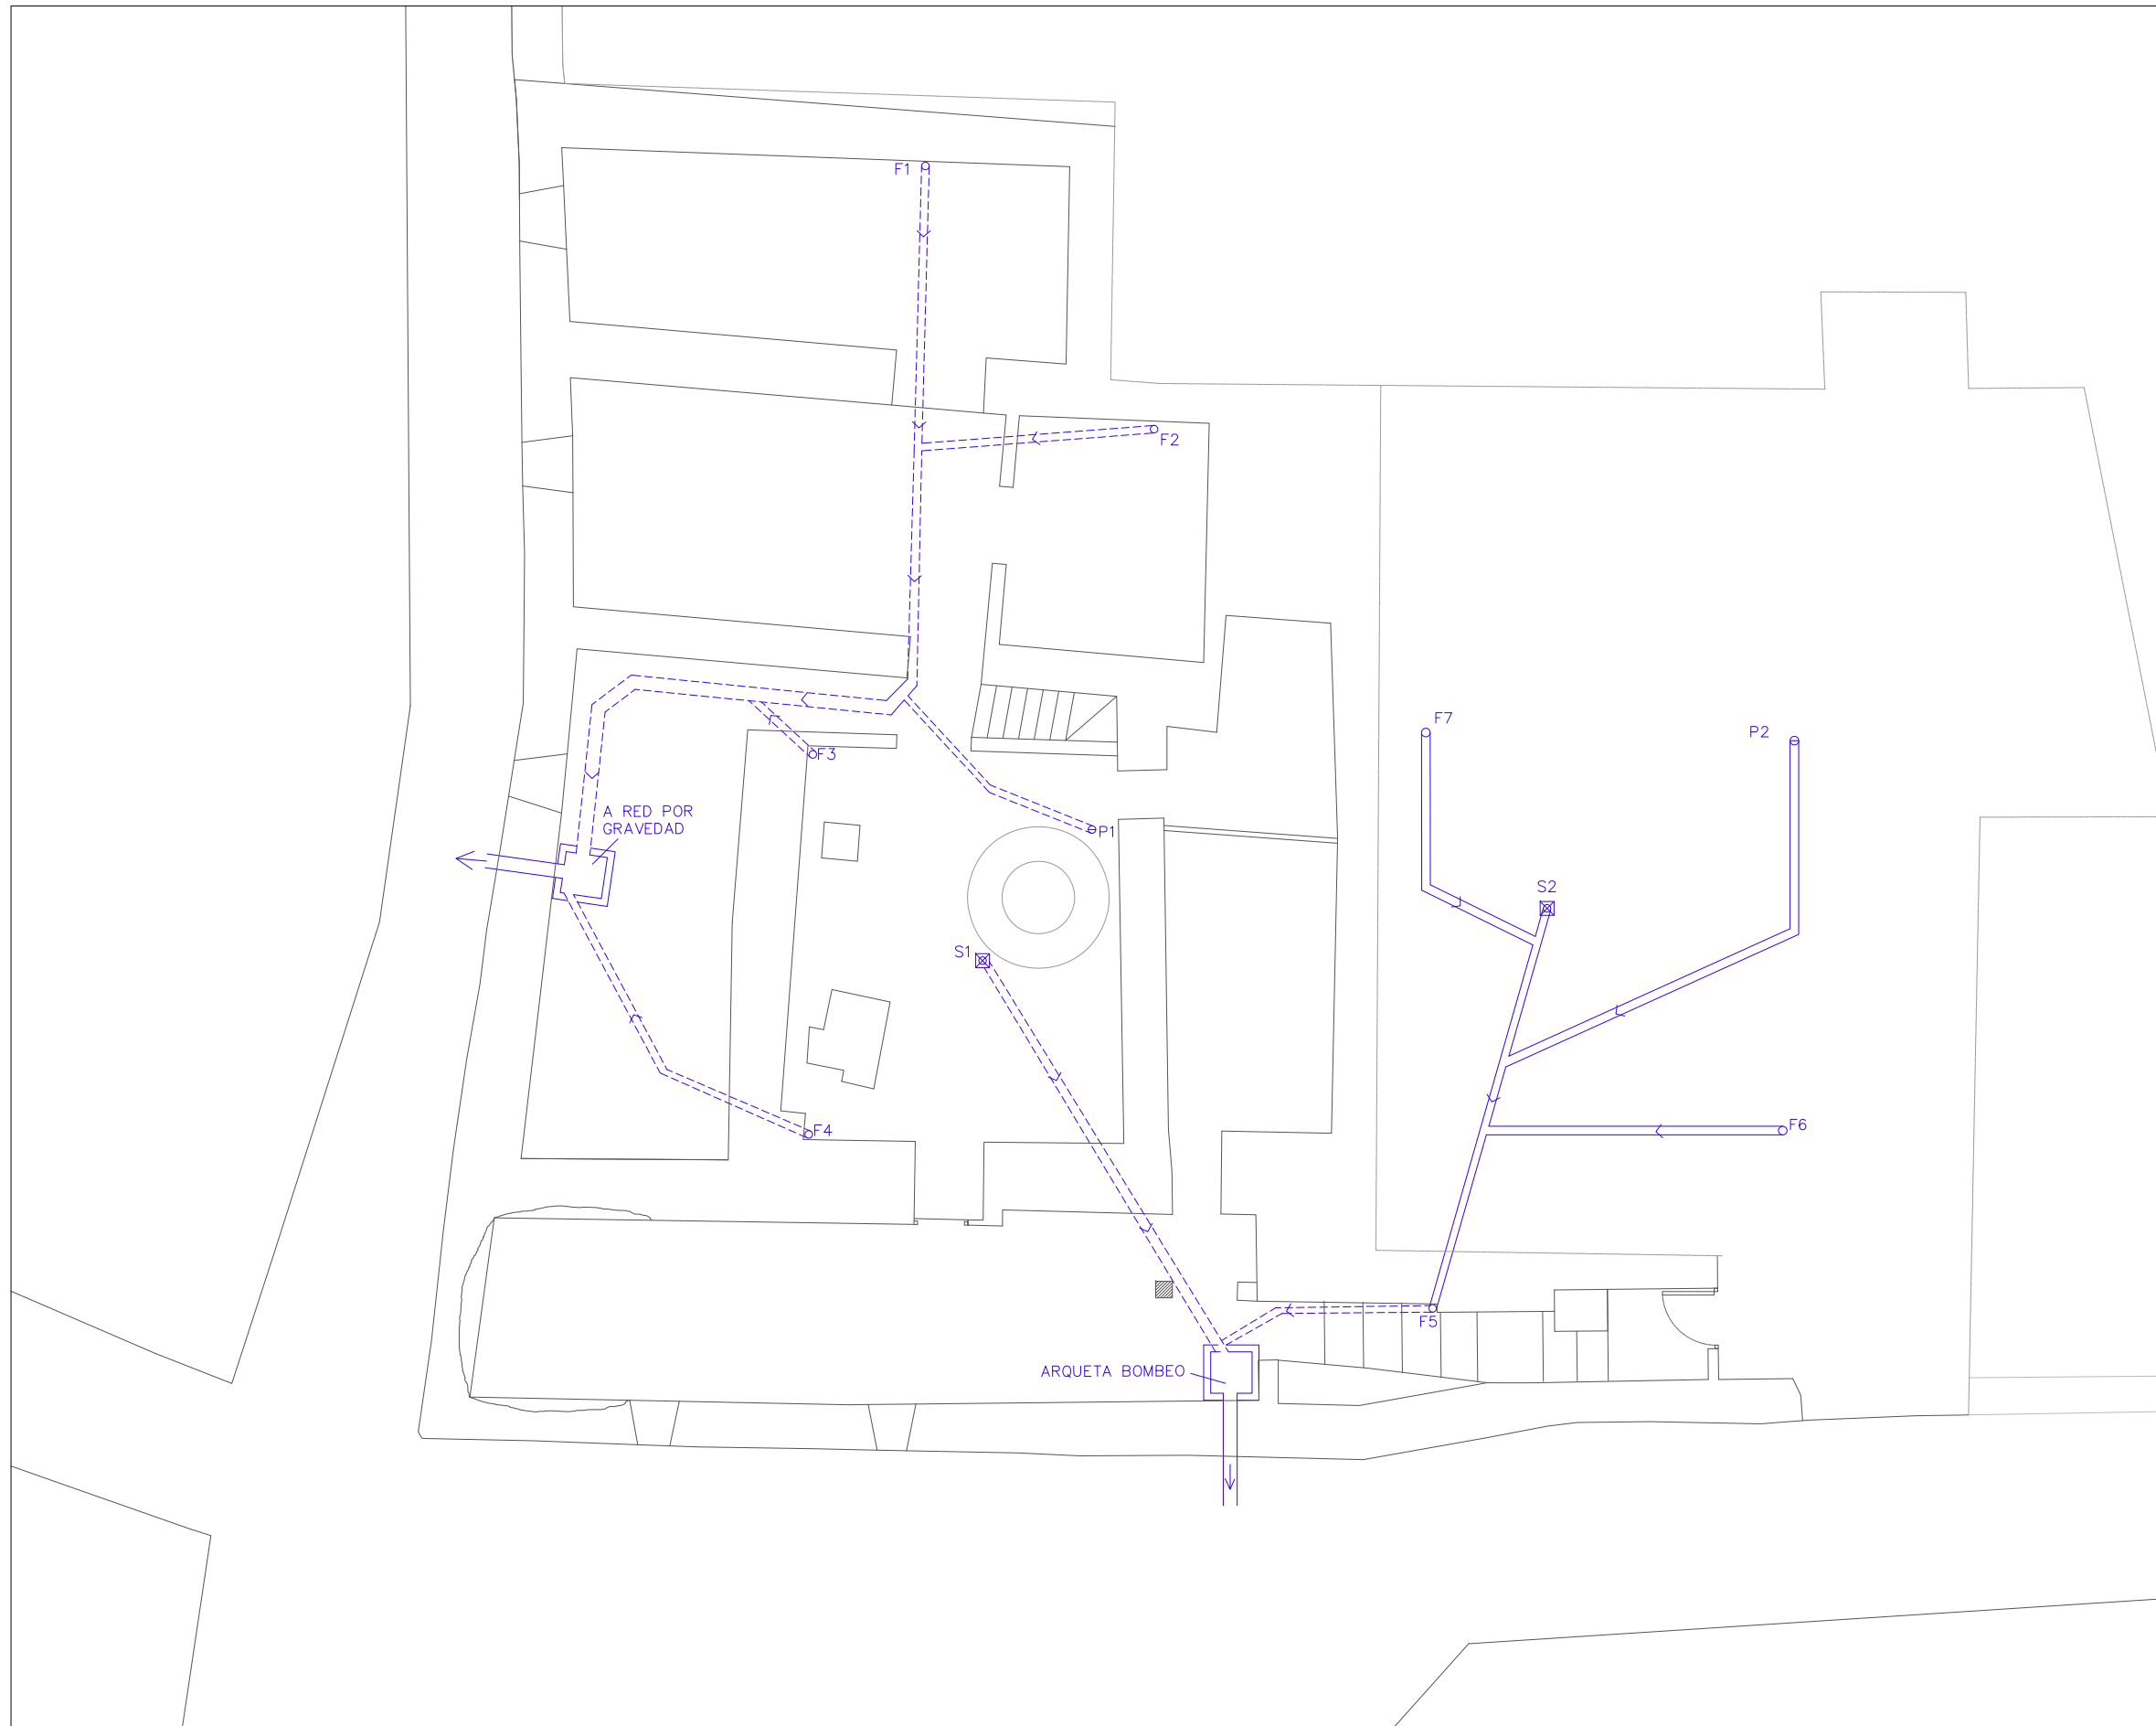 F1
F2
F3
F7
P2
A RED POR
GRAVEDAD
P1
S2
S1
F4
F6
F5
ARQUETA BOMBEO